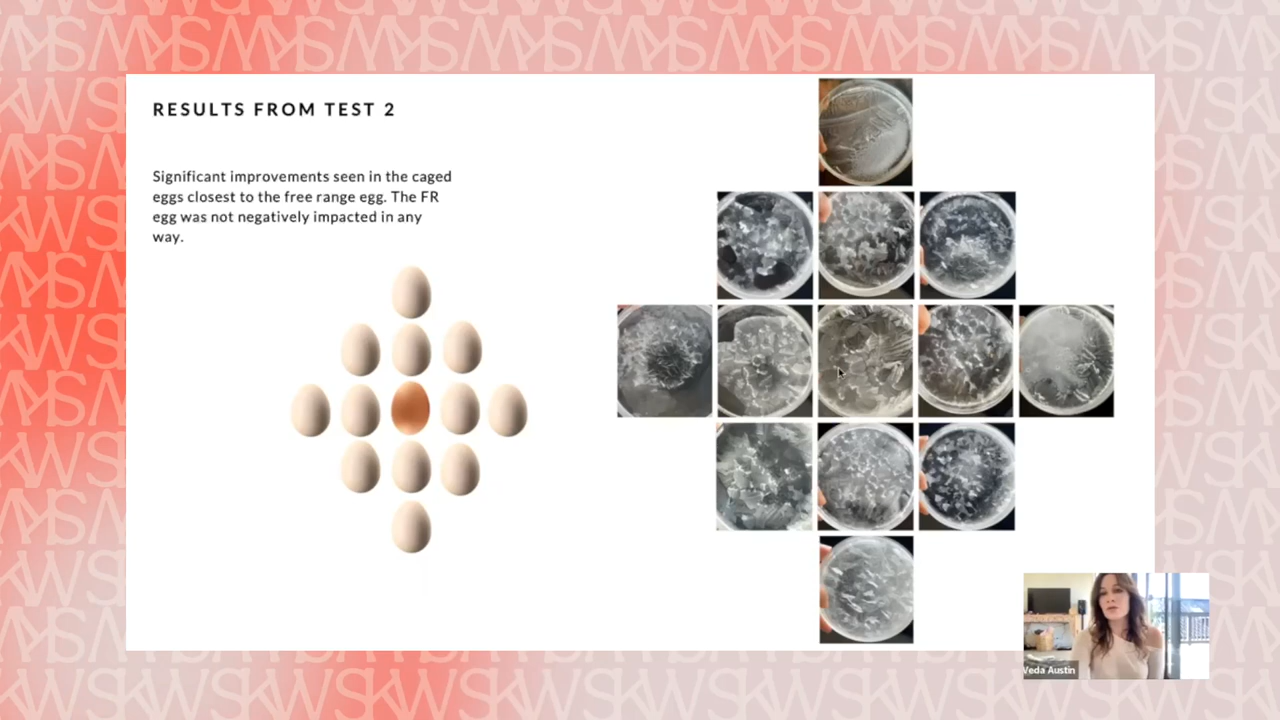 RESULTS FROM TEST 2
Significant improvements seen in the caged
eggs closest to the free range egg. The FR
egg was not negatively impacted in any
way.
Veda Austin